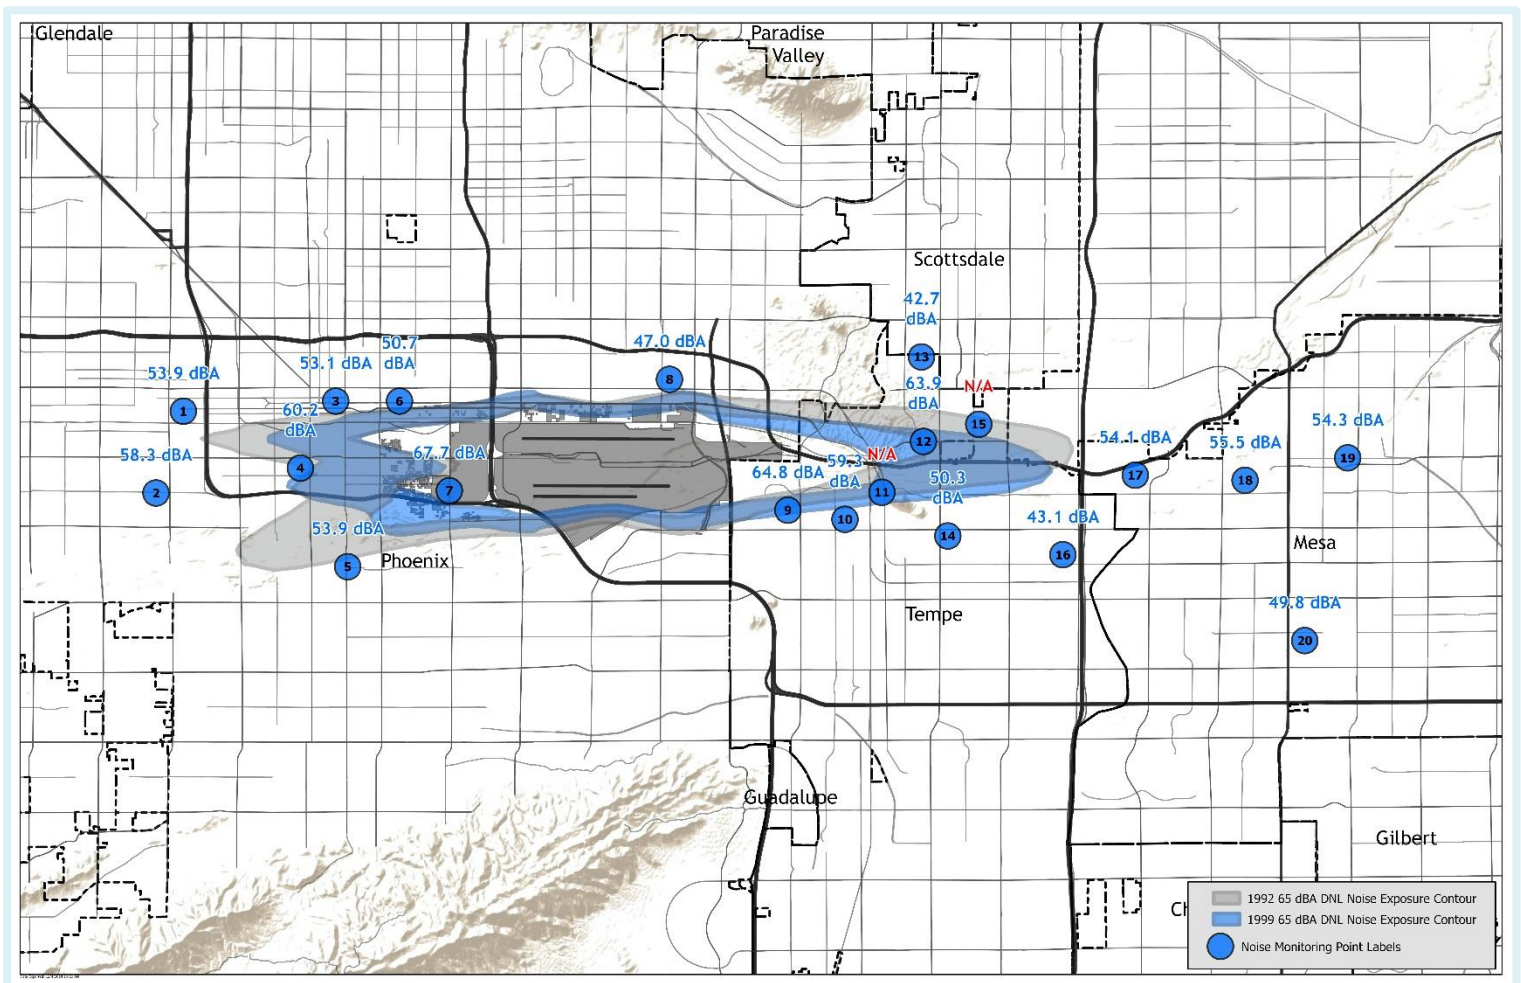 Glendale
Paradise
Valley
Scottsdale
42.7
dBA
13
63.9
dBA
12
N/A
15
47.0 dBA
8
50.7
dBA
6
53.1 dBA
3
53.9 dBA
1
60.2
dBA
4
58.3 dBA
2
67.7 dBA
7
53.9 dBA
5
Phoenix
64.8 dBA
9
59.3
dBA
10
N/A
11
50.3
dBA
14
43.1 dBA
16
54.1 dBA
17
55.5 dBA
18
54.3 dBA
19
Mesa
49.8 dBA
20
Tempe
Guadalupe
Gilbert
Ch
1992 65 dBA DNL Noise Exposure Contour
1999 65 dBA DNL Noise Exposure Contour
Noise Monitoring Point Labels